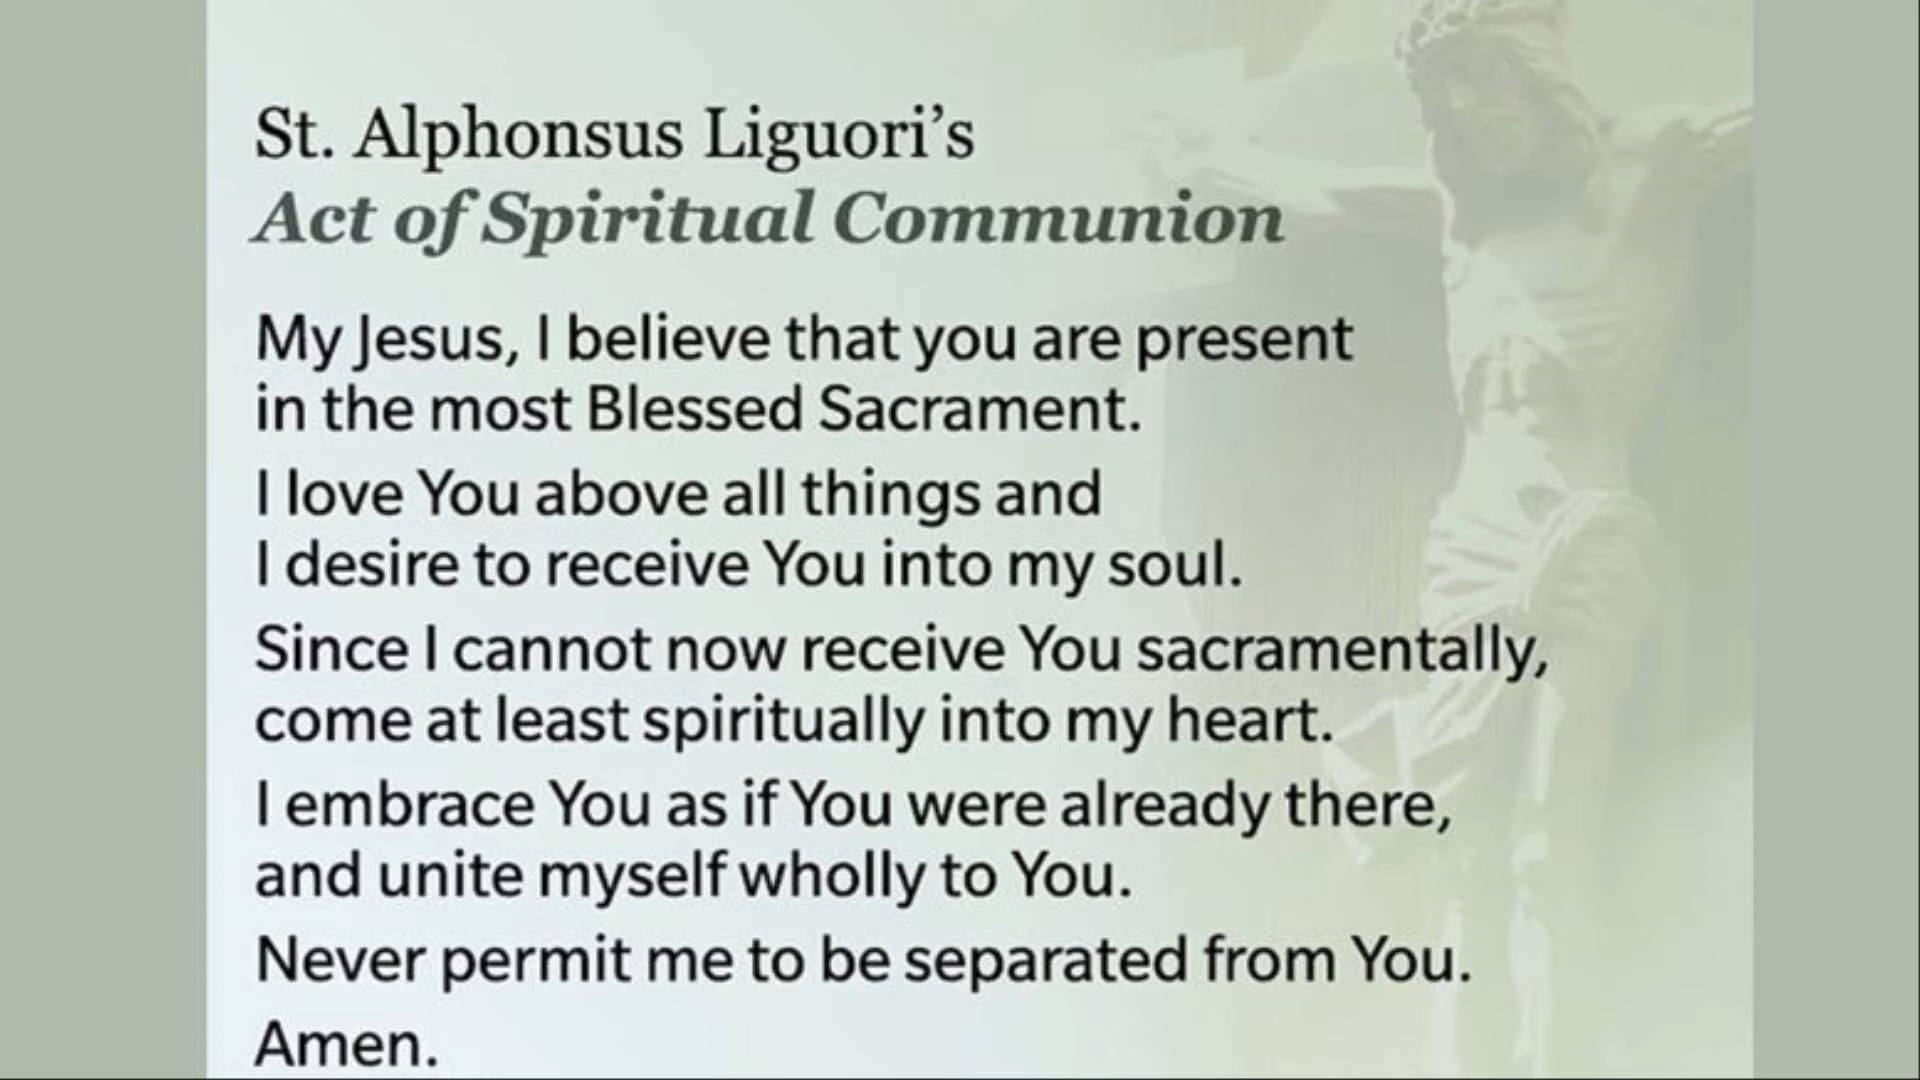 St. Alphonsus Liguori’s
Act of Spiritual Communion
My Jesus, I believe that you are present
in the most Blessed Sacrament.
I love You above all things and
I desire to receive You into my soul.
Since I cannot now receive You sacramentally,
come at least spiritually into my heart.
I embrace You as if You were already there,
and unite myself wholly to You.
Never permit me to be separated from You.
Amen.